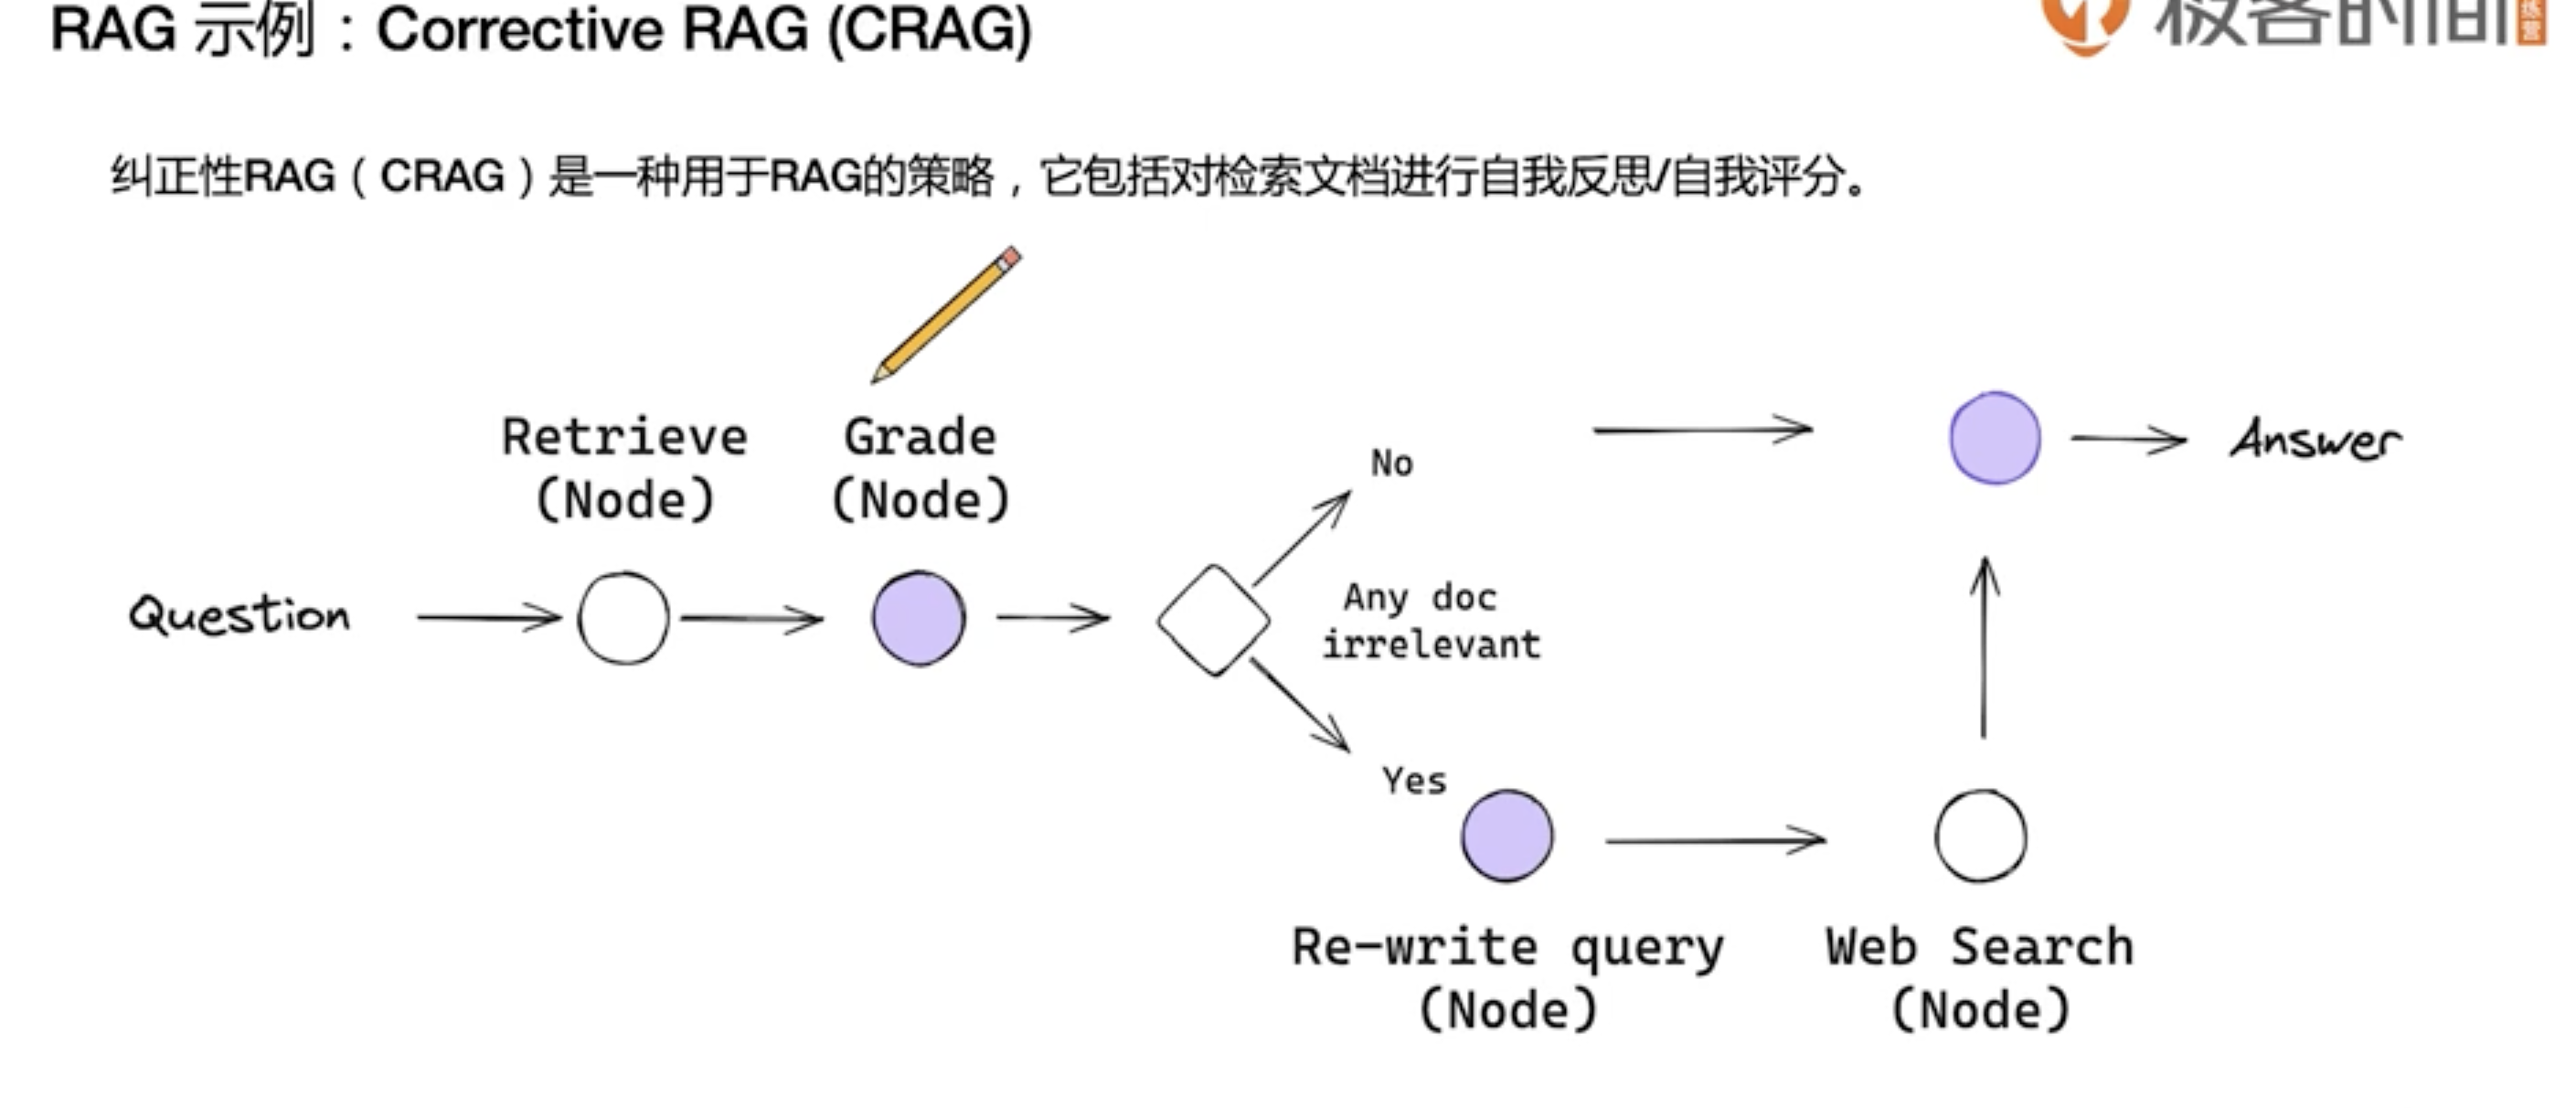 RAG 示例：Corrective RAG (CRAG)
极客时间
纠正性RAG（CRAG）是一种用于RAG的策略，它包括对检索文档进行自我反思/自我评分。
Retrieve
(Node)
Grade
(Node)
No
Answer
Question
Any doc
irrelevant
Yes
Re-write query
(Node)
Web Search
(Node)